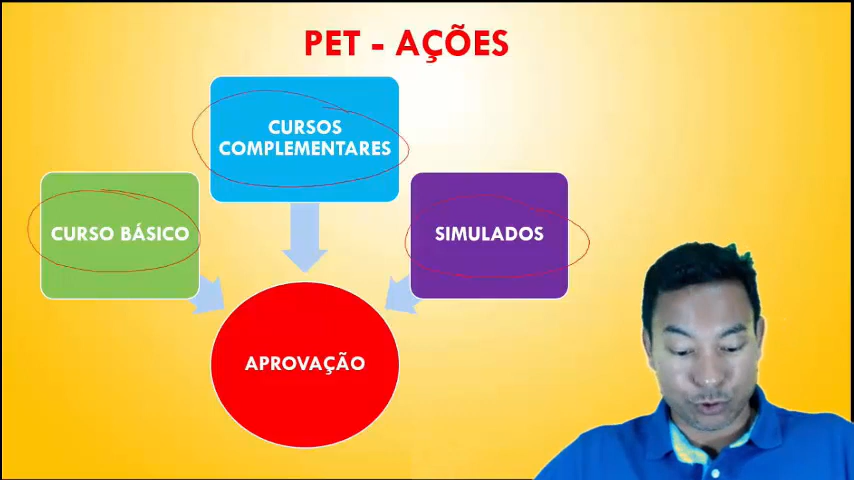 PET - AÇÕES
CURSOS
COMPLEMENTARES
CURSO BÁSICO
SIMULADOS
APROVAÇÃO